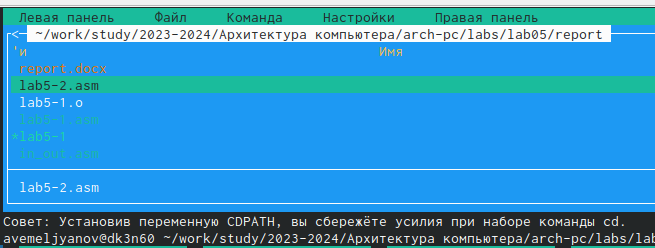 Левая панель Файл Команда Настройки Правая панель
<─ ~/work/study/2023-2024/Архитектура компьютера/arch-pc/labs/lab05/report
'и Имя
report.docx
lab5-2.asm
lab5-1.o
lab5-1.asm
*lab5-1
in_out.asm
lab5-2.asm
Совет: Установив переменную CDPATH, вы сбережёте усилия при наборе команды cd.
avemeljyanov@dk3n60 ~/work/study/2023-2024/Архитектура компьютера/arch-pc/labs/lab